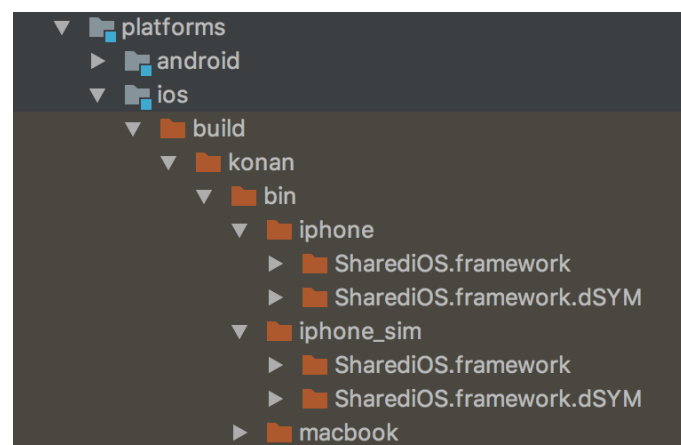 platforms
android
ios
build
konan
bin
iphone
SharediOS.framework
SharediOS.framework.dSYM
iphone_sim
SharediOS.framework
SharediOS.framework.dSYM
macbook